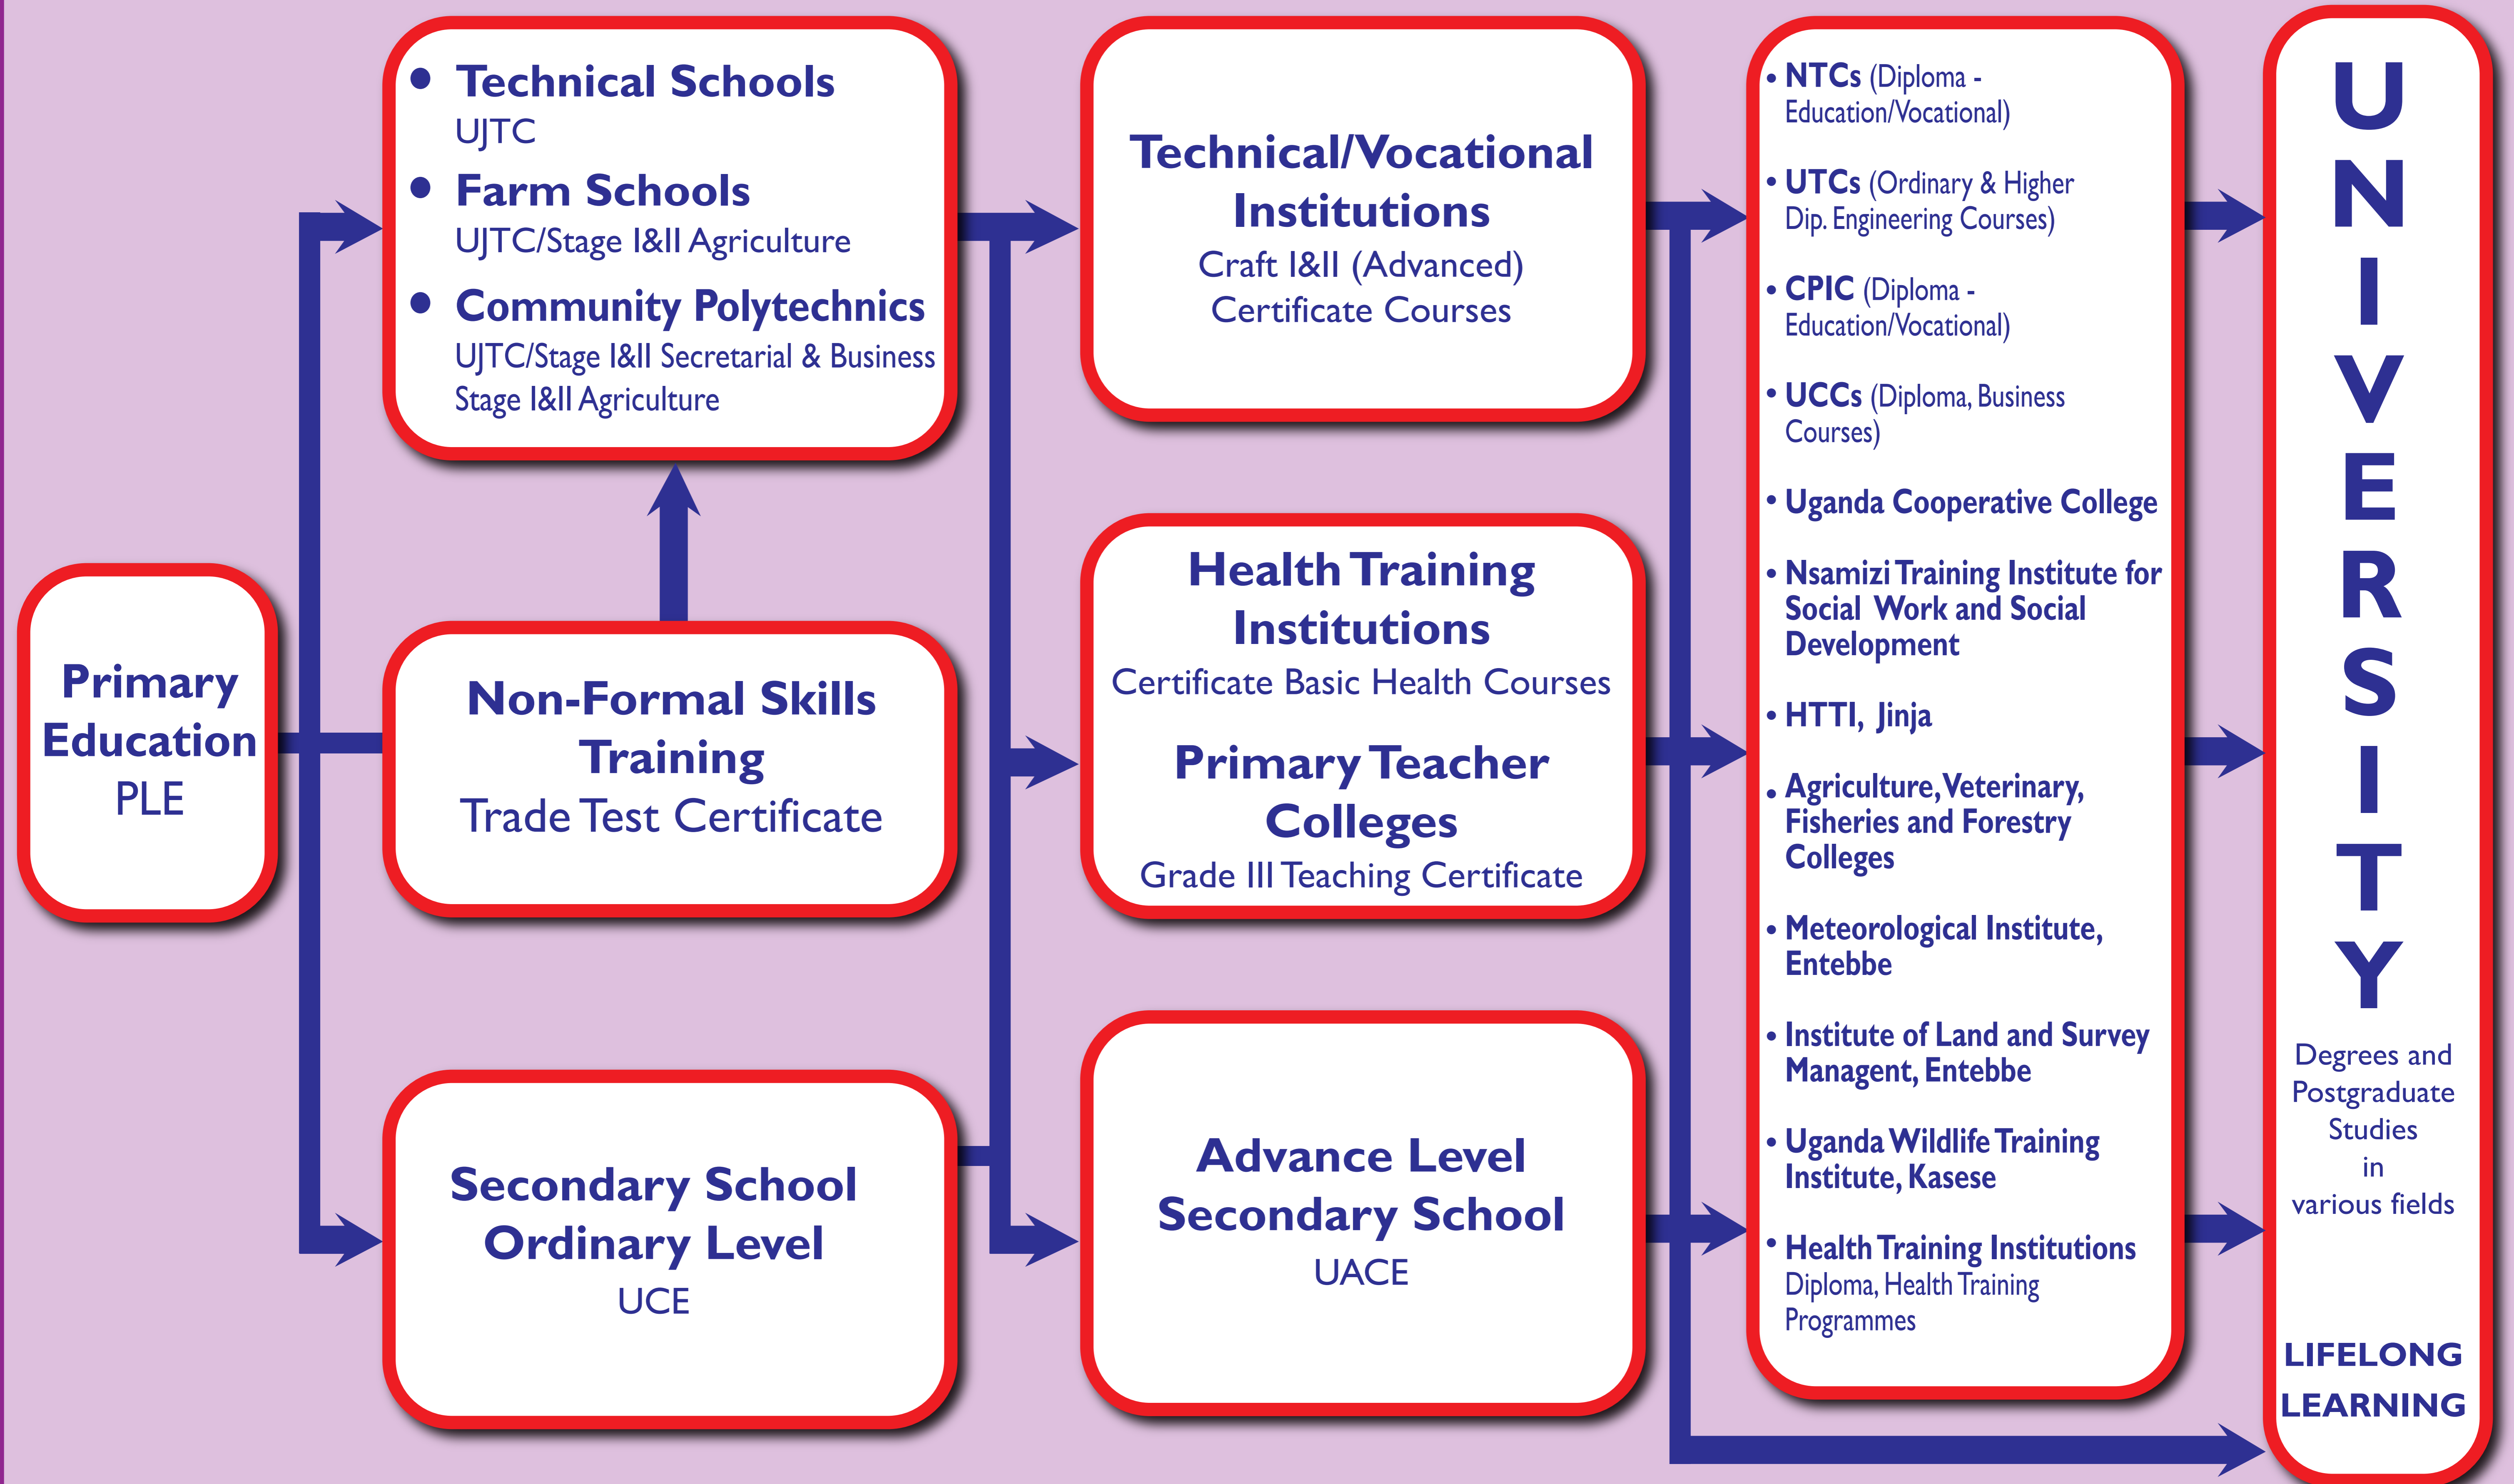 Primary
Education
PLE
• Technical Schools
UJTC
• Farm Schools
UJTC/Stage I&II Agriculture
• Community Polytechnics
UJTC/Stage I&II Secretarial & Business
Stage I&II Agriculture
Non-Formal Skills
Training
Trade Test Certificate
Secondary School
Ordinary Level
UCE
Technical/Vocational
Institutions
Craft I&II (Advanced)
Certificate Courses
Health Training
Institutions
Certificate Basic Health Courses
Primary Teacher
Colleges
Grade III Teaching Certificate
Advance Level
Secondary School
UACE
• NTCs (Diploma -
Education/Vocational)
• UTCs (Ordinary & Higher
Dip. Engineering Courses)
• CPIC (Diploma -
Education/Vocational)
• UCCs (Diploma, Business
Courses)
• Uganda Cooperative College
• Nsamizi Training Institute for
Social Work and Social
Development
• HTTI, Jinja
• Agriculture, Veterinary,
Fisheries and Forestry
Colleges
• Meteorological Institute,
Entebbe
• Institute of Land and Survey
Managent, Entebbe
• Uganda Wildlife Training
Institute, Kasese
• Health Training Institutions
Diploma, Health Training
Programmes
UNIVERSITY
Degrees and
Postgraduate
Studies
in
various fields
LIFELONG
LEARNING